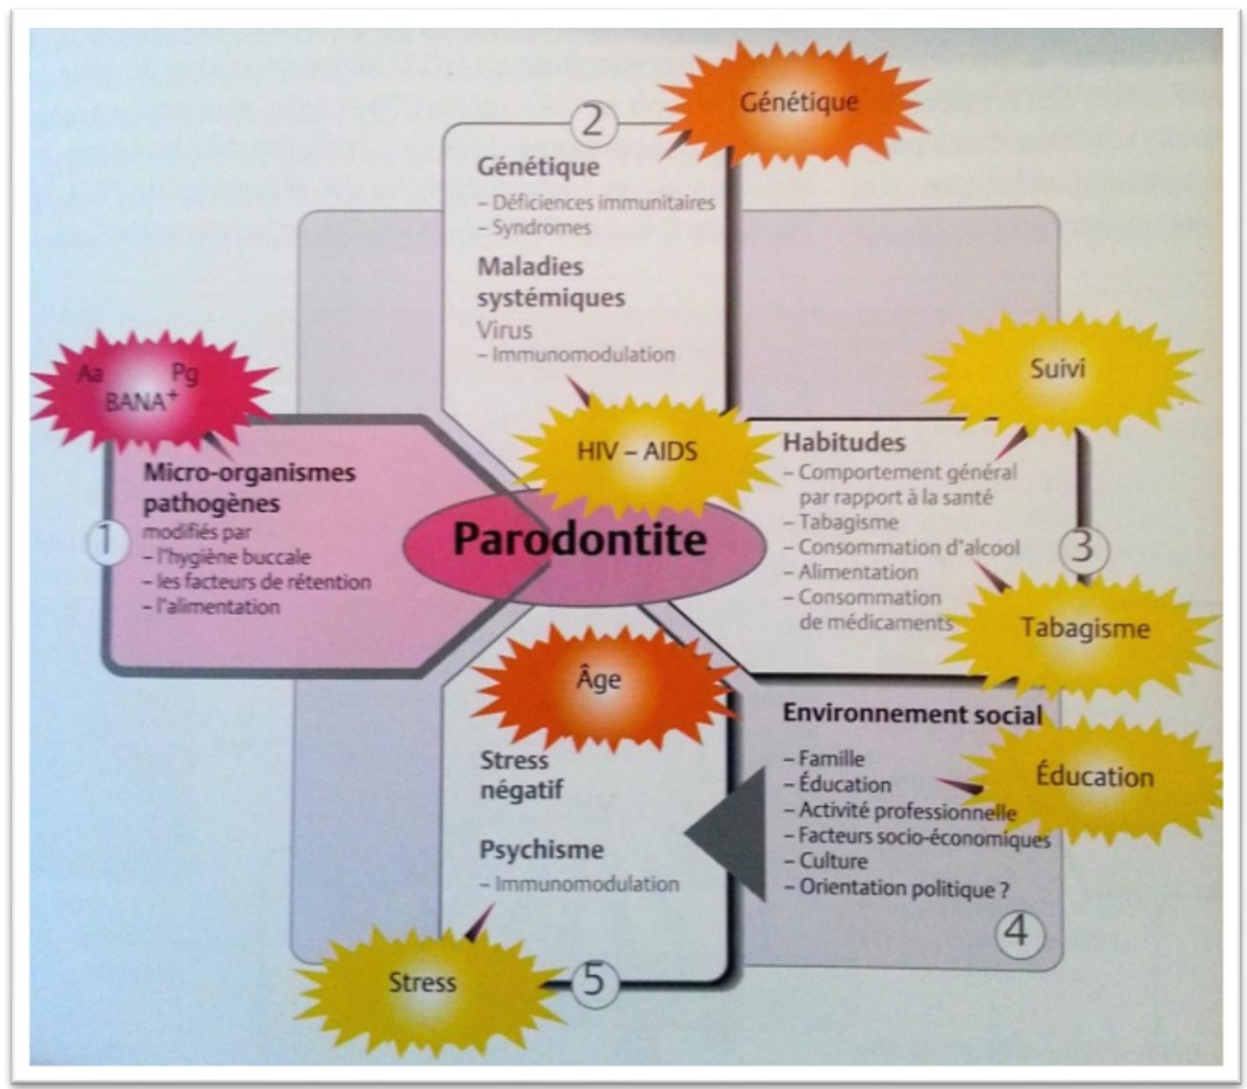 Génétique
2
Génétique
– Déficiences immunitaires
– Syndromes
Maladies
systémiques
Virus
– Immunomodulation
HIV – AIDS
Aa Pg
BANA+
Micro-organismes
pathogènes
modifiés par
– l'hygiène buccale
– les facteurs de rétention
– l'alimentation
1
Parodontite
Suivi
Habitudes
– Comportement général
par rapport à la santé
– Tabagisme
– Consommation d'alcool
– Alimentation
– Consommation
de médicaments
3
Tabagisme
Âge
Stress
négatif
Psychisme
– Immunomodulation
Stress
5
Environnement social
– Famille
– Éducation
– Activité professionnelle
– Facteurs socio-économiques
– Culture
– Orientation politique ?
Éducation
4